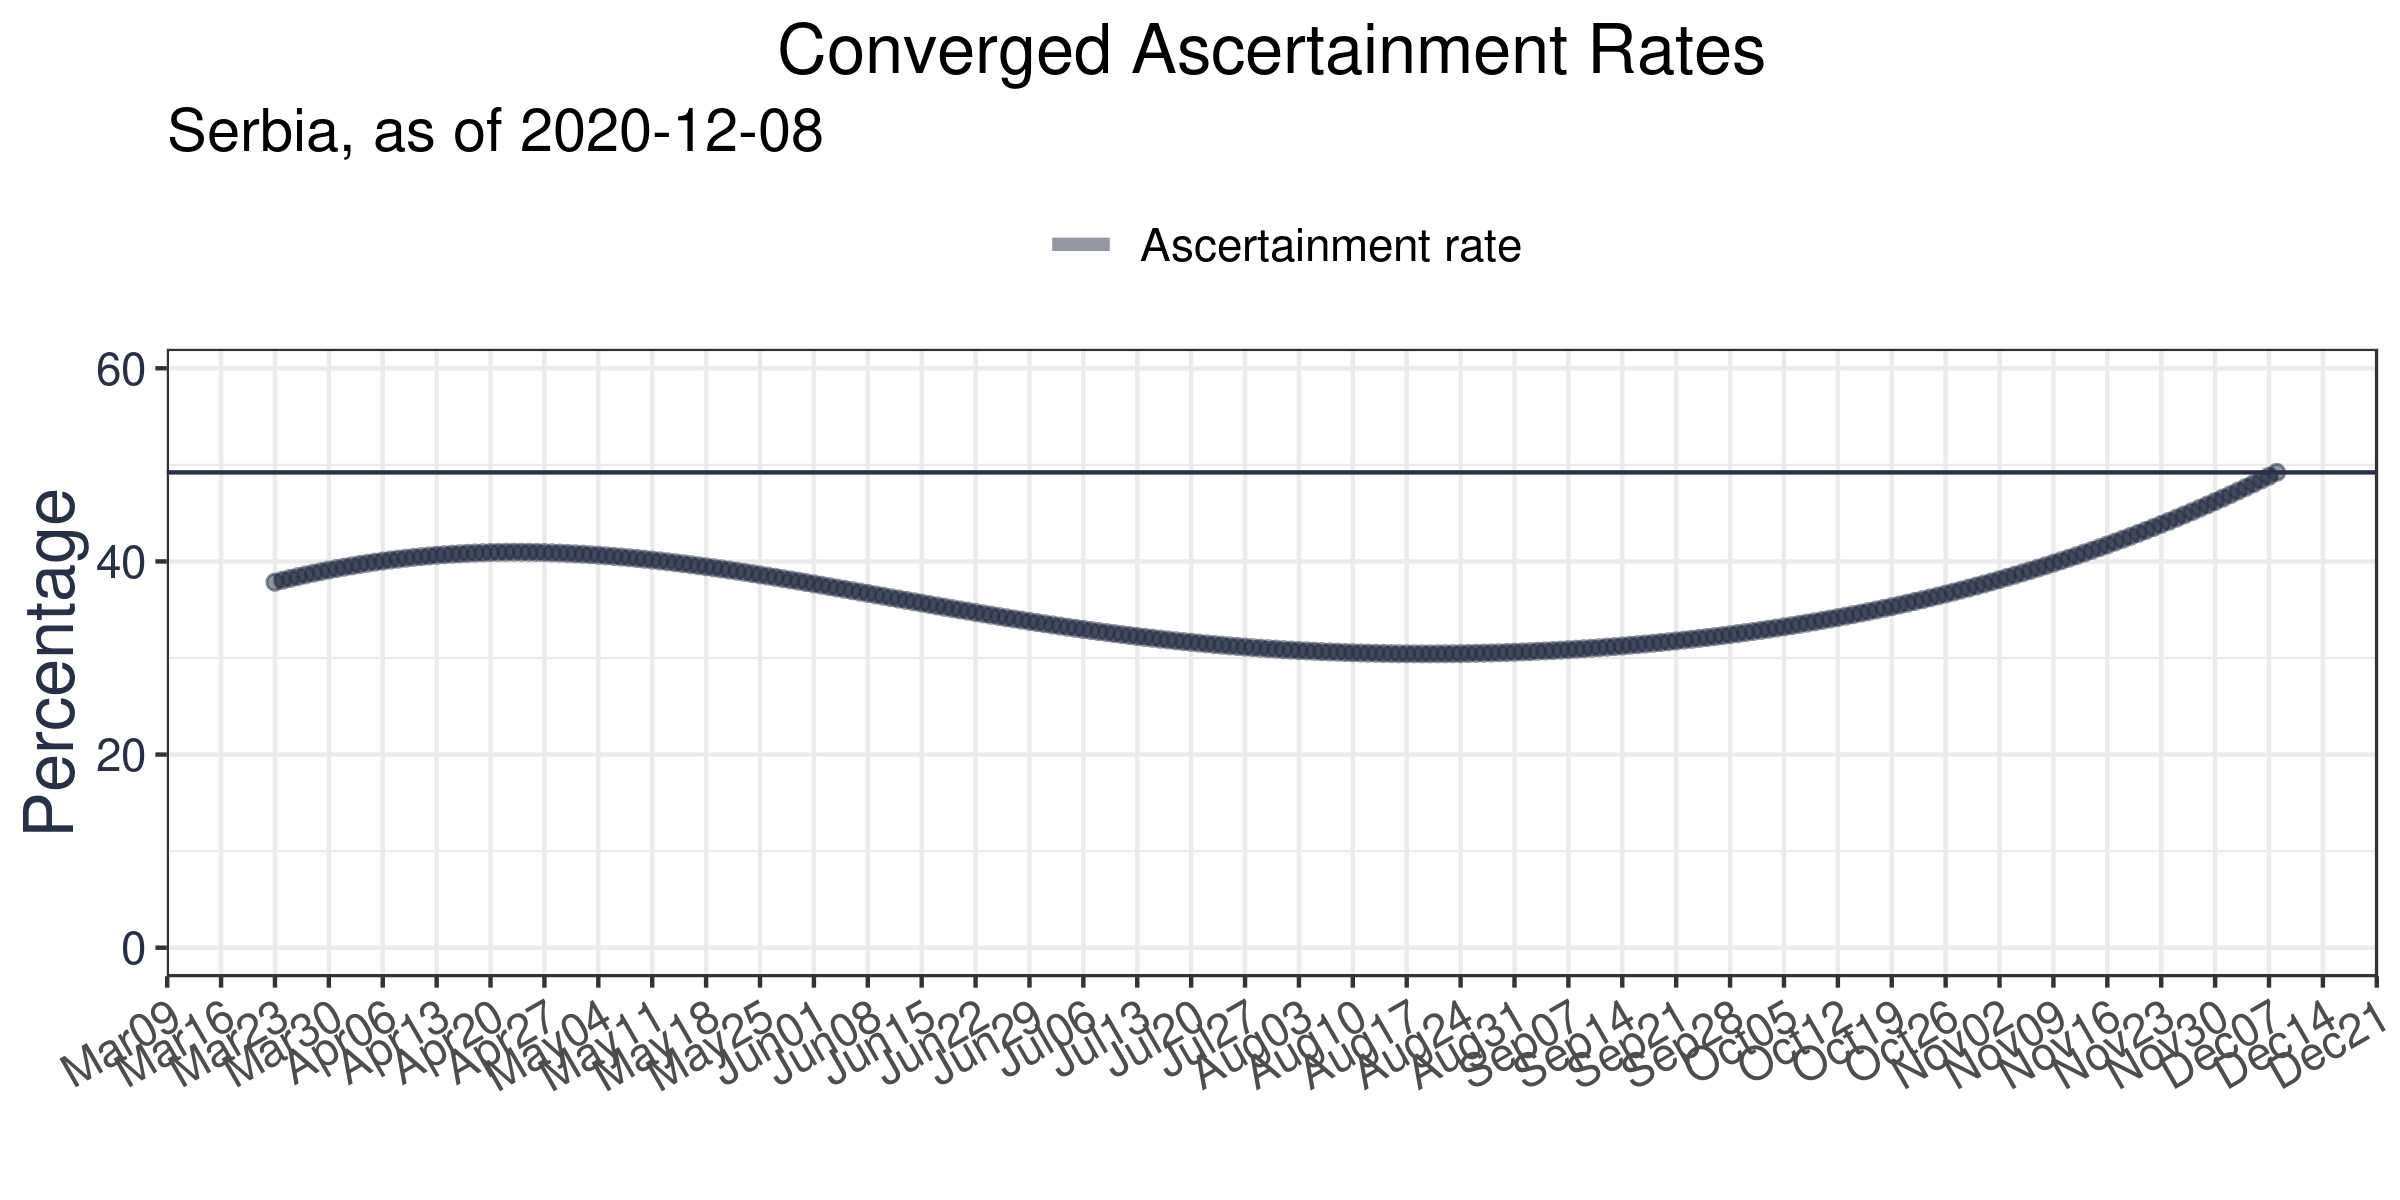 Converged Ascertainment Rates
Serbia, as of 2020-12-08
Ascertainment rate
Percentage
60
40
20
0
Mar09
Mar16
Mar23
Mar30
Apr06
Apr13
Apr20
Apr27
May04
May11
May18
May25
Jun01
Jun08
Jun15
Jun22
Jun29
Jul06
Jul13
Jul20
Jul27
Aug03
Aug10
Aug17
Aug24
Aug31
Sep07
Sep14
Sep21
Sep28
Oct05
Oct12
Oct19
Oct26
Nov02
Nov09
Nov16
Nov23
Nov30
Dec07
Dec14
Dec21